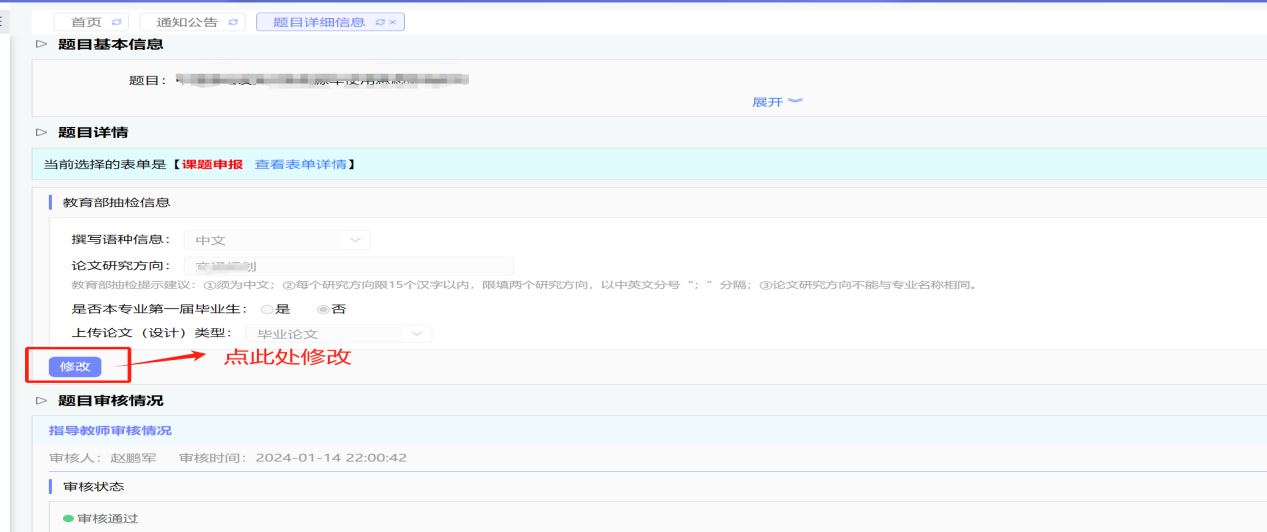 首页 通知公告 题目详细信息
题目基本信息
题目：
展开
题目详情
当前选择的表单是【课题申报 查看表单详情】
教育部抽检信息
撰写语种信息： 中文
论文研究方向：
教育部抽检提示建议：①须为中文；②每个研究方向限15个汉字以内，限填两个研究方向，以中英文分号“；”分隔；③论文研究方向不能与专业名称相同。
是否本专业第一届毕业生： 是 否
上传论文（设计）类型： 毕业论文
修改 点此处修改
题目审核情况
指导教师审核情况
审核人：赵鹏军 审核时间：2024-01-14 22:00:42
审核状态
审核通过